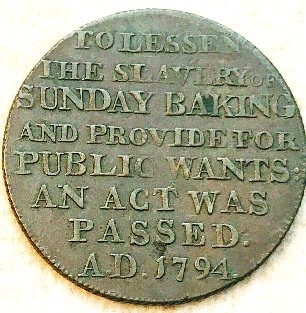 TO LESSEN
THE SLAVERY OF
SUNDAY BAKING
AND PROVIDE FOR
PUBLIC WANTS:
AN ACT WAS
PASSED.
A.D. 1794.